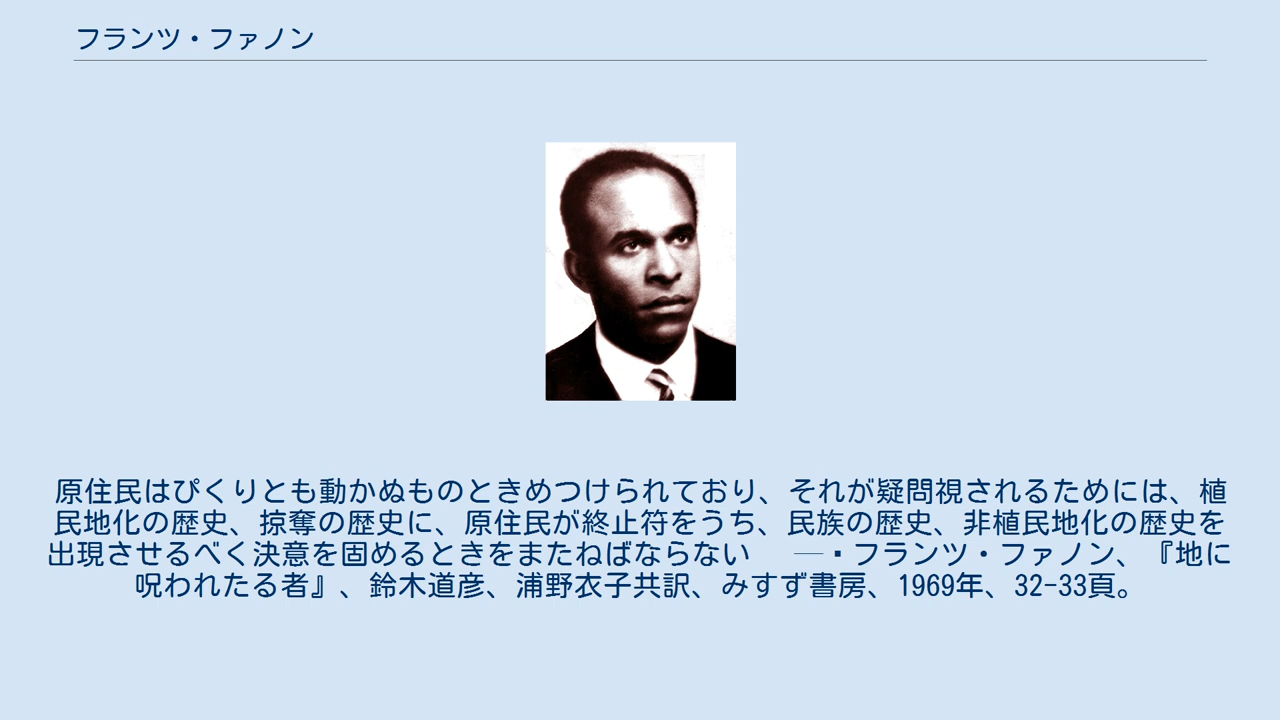 フランツ・ファノン
原住民はぴくりとも動かぬものときめつけられており、それが疑問視されるためには、植
民地化の歴史、掠奪の歴史に、原住民が終止符をうち、民族の歴史、非植民地化の歴史を
出現させるべく決意を固めるときをまたねばならない　─・フランツ・ファノン、『地に
呪われたる者』、鈴木道彦、浦野衣子共訳、みすず書房、1969年、32-33頁。